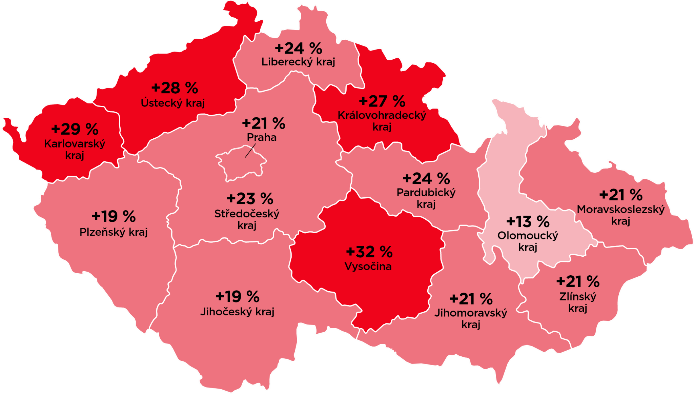 +24 %
Liberecký kraj
+28 %
Ústecký kraj
+27 %
Královohradecký
kraj
+29 %
Karlovarský
kraj
+21 %
Praha
+24 %
Pardubický
kraj
+21 %
Moravskoslezský
kraj
+23 %
Středočeský
kraj
+19 %
Plzeňský kraj
+13 %
Olomoucký
kraj
+32 %
Vysočina
+21 %
Zlínský
kraj
+19 %
Jihočeský kraj
+21 %
Jihomoravský
kraj